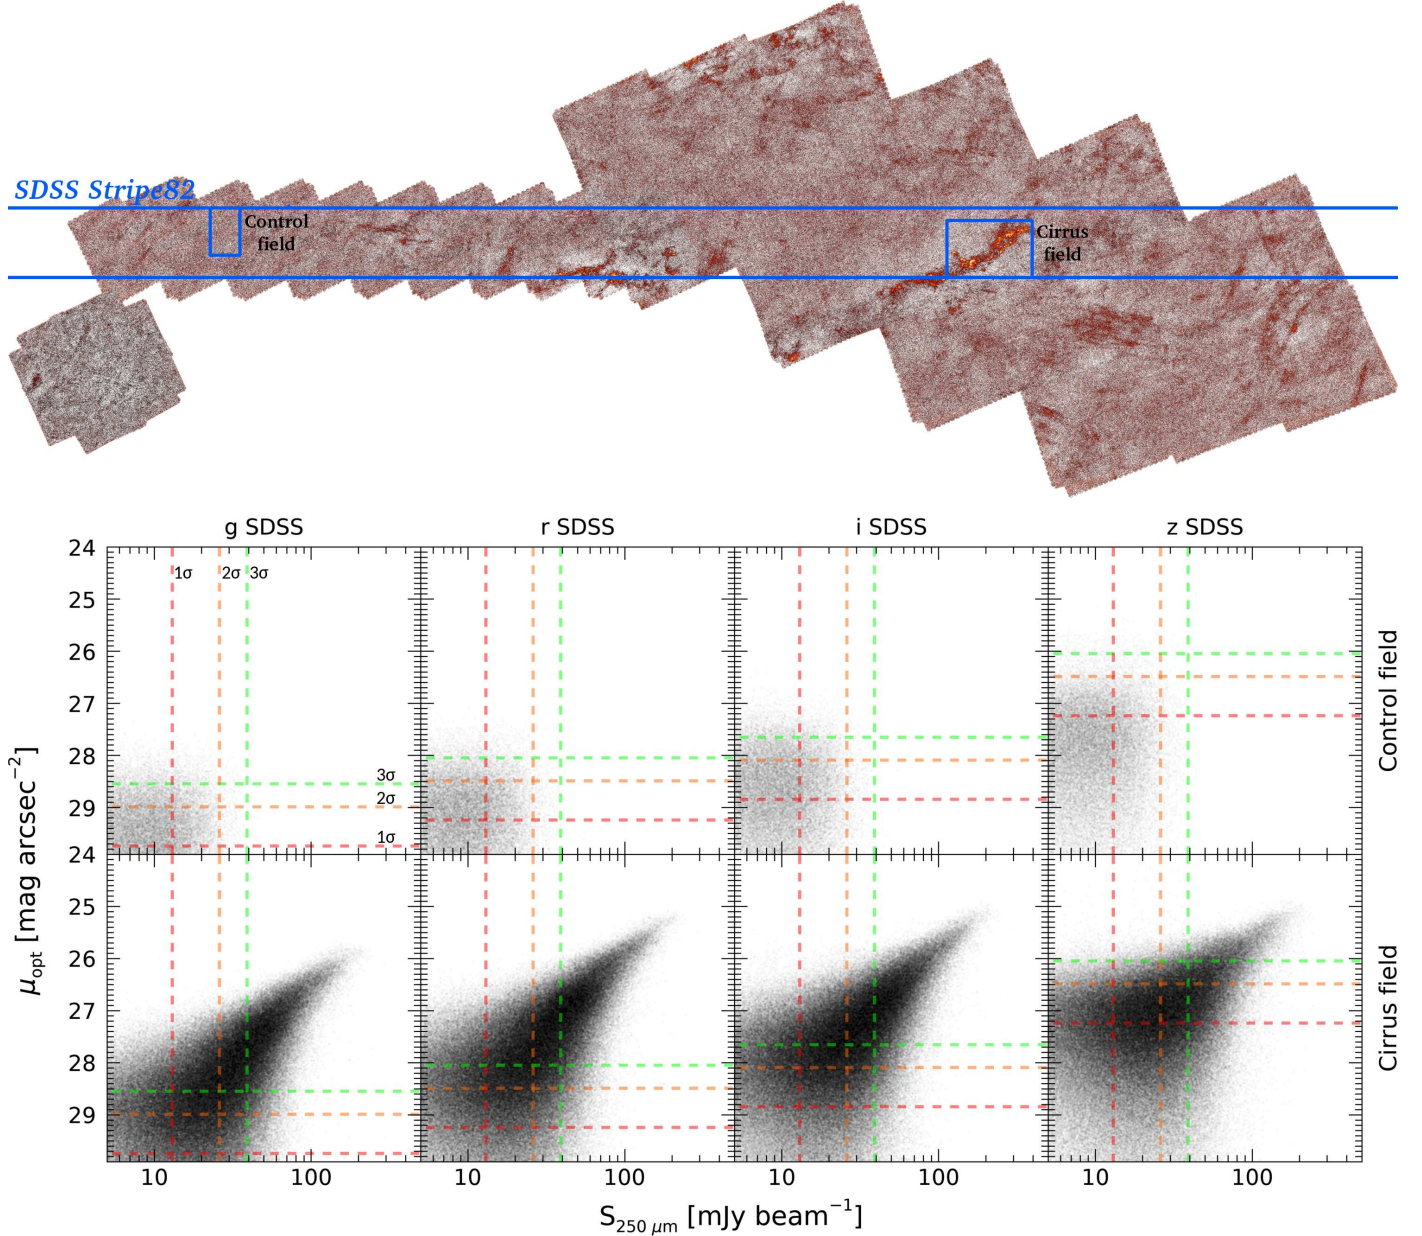 SDSS Stripe82
Control
field
Cirrus
field
g SDSS
r SDSS
i SDSS
z SDSS
24
25
26
27
28
29
1σ
2σ
3σ
3σ
2σ
1σ
Control field
24
25
26
27
28
29
Cirrus field
μopt [mag arcsec−2]
10
100
10
100
10
100
10
100
S250 μm [mJy beam−1]